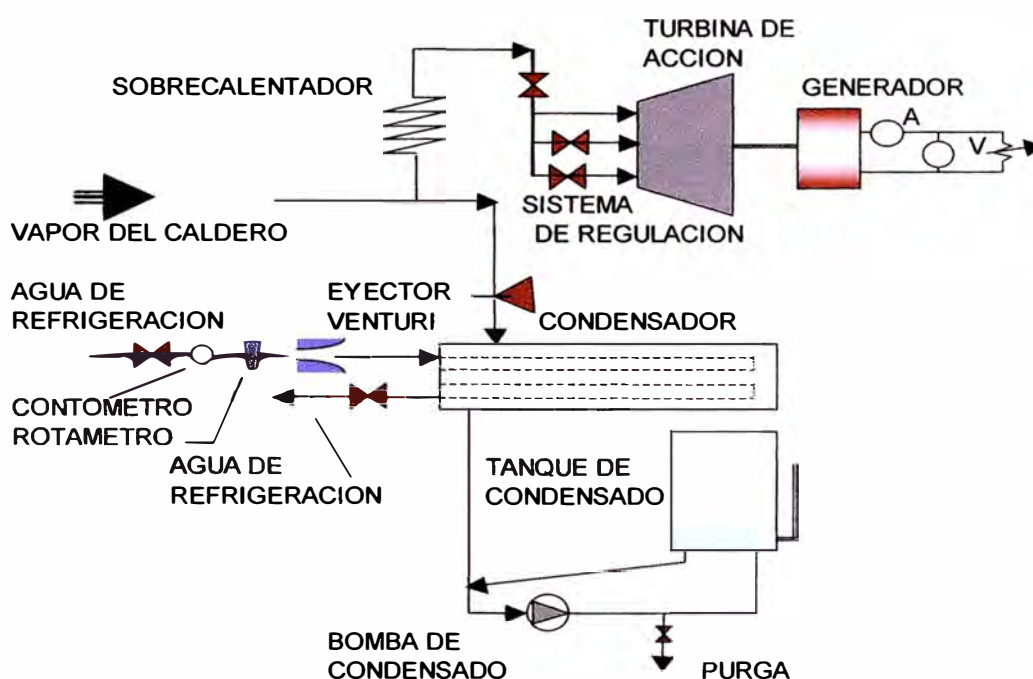 TURBINA DE
ACCION
SOBRECALENTADOR
GENERADOR
A
V
SISTEMA
DE REGULACION
VAPOR DEL CALDERO
AGUA DE
REFRIGERACION
EYECTOR
VENTURI
CONDENSADOR
CONTOMETRO
ROTAMETRO
AGUA DE
REFRIGERACION
TANQUE DE
CONDENSADO
BOMBA DE
CONDENSADO
PURGA